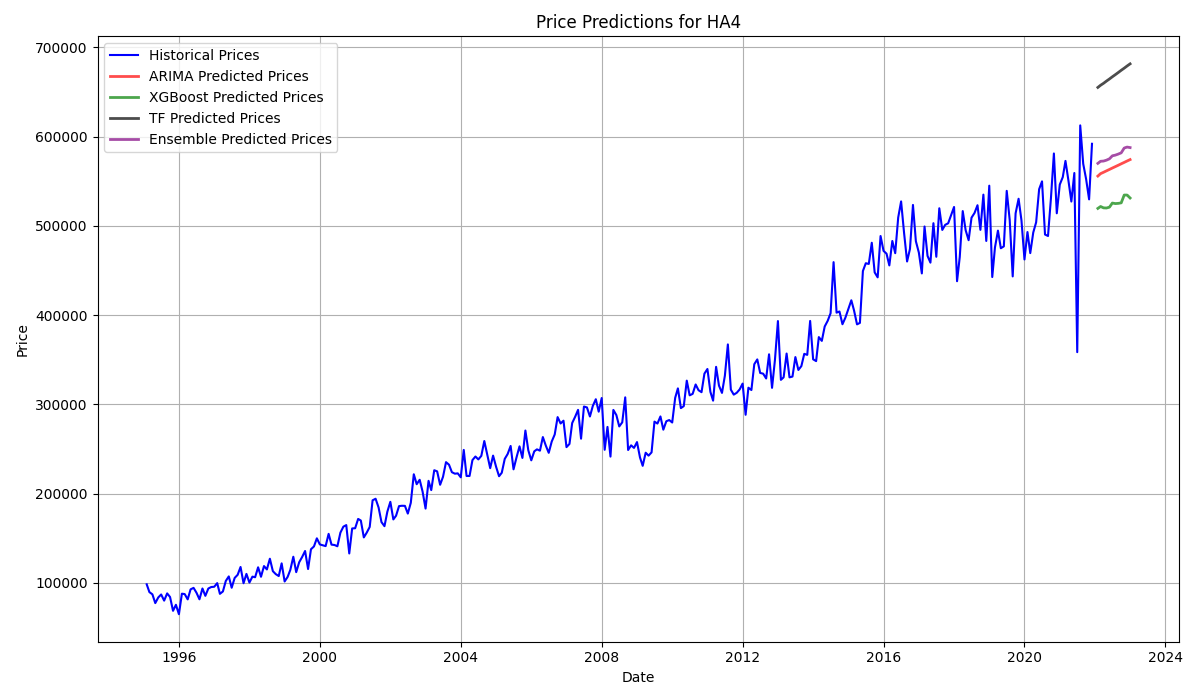 Price Predictions for HA4
Historical Prices
ARIMA Predicted Prices
XGBoost Predicted Prices
TF Predicted Prices
Ensemble Predicted Prices
700000
600000
500000
400000
300000
200000
100000
Price
1996 2000 2004 2008 2012 2016 2020 2024
Date